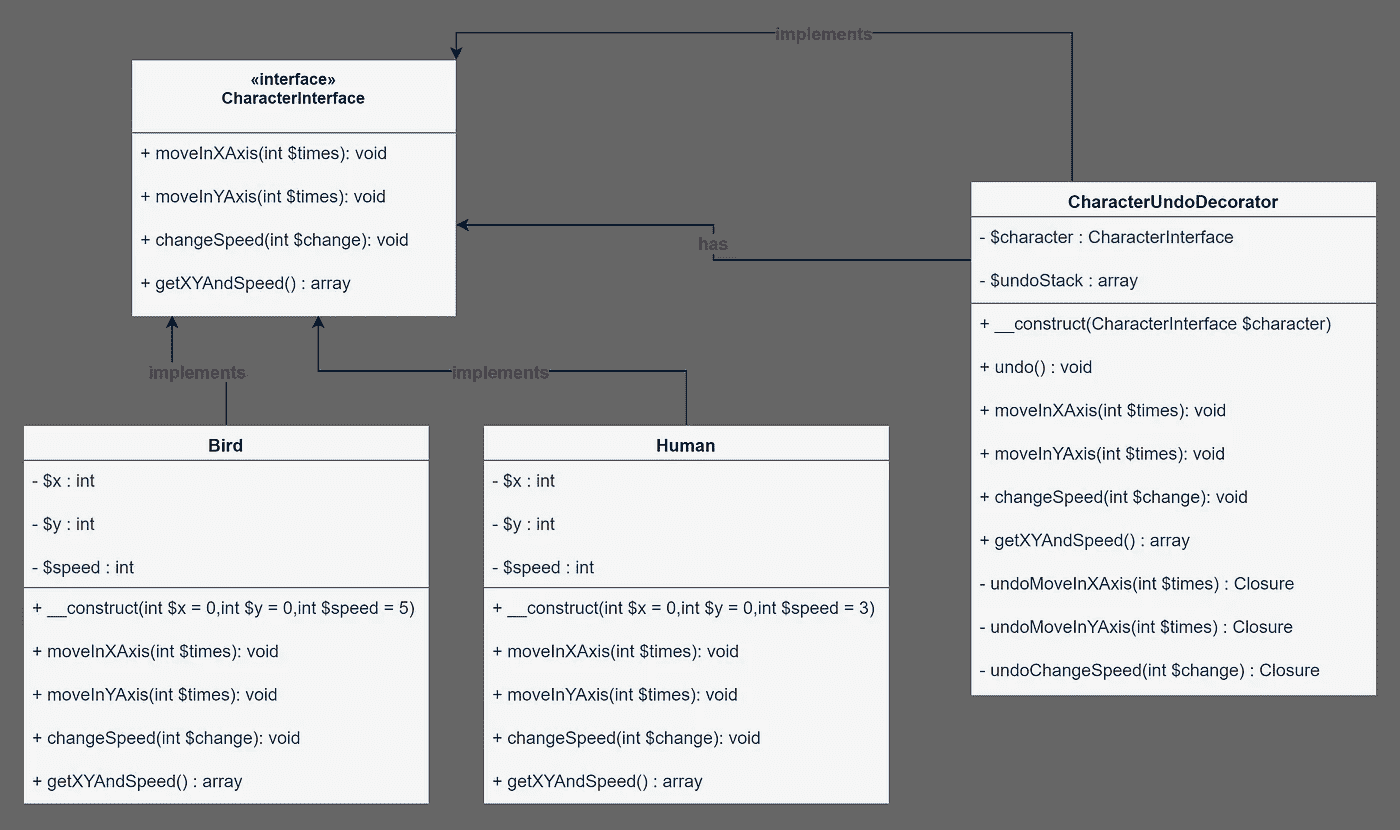 implements
«interface»
CharacterInterface
+ moveInXAxis(int $times): void
+ moveInYAxis(int $times): void
+ changeSpeed(int $change): void
+ getXYAndSpeed() : array
has
CharacterUndoDecorator
- $character : CharacterInterface
- $undoStack : array
+ __construct(CharacterInterface $character)
+ undo() : void
+ moveInXAxis(int $times): void
+ moveInYAxis(int $times): void
+ changeSpeed(int $change): void
+ getXYAndSpeed() : array
- undoMoveInXAxis(int $times) : Closure
- undoMoveInYAxis(int $times) : Closure
- undoChangeSpeed(int $change) : Closure
implements
implements
Bird
- $x : int
- $y : int
- $speed : int
+ __construct(int $x = 0,int $y = 0,int $speed = 5)
+ moveInXAxis(int $times): void
+ moveInYAxis(int $times): void
+ changeSpeed(int $change): void
+ getXYAndSpeed() : array
Human
- $x : int
- $y : int
- $speed : int
+ __construct(int $x = 0,int $y = 0,int $speed = 3)
+ moveInXAxis(int $times): void
+ moveInYAxis(int $times): void
+ changeSpeed(int $change): void
+ getXYAndSpeed() : array